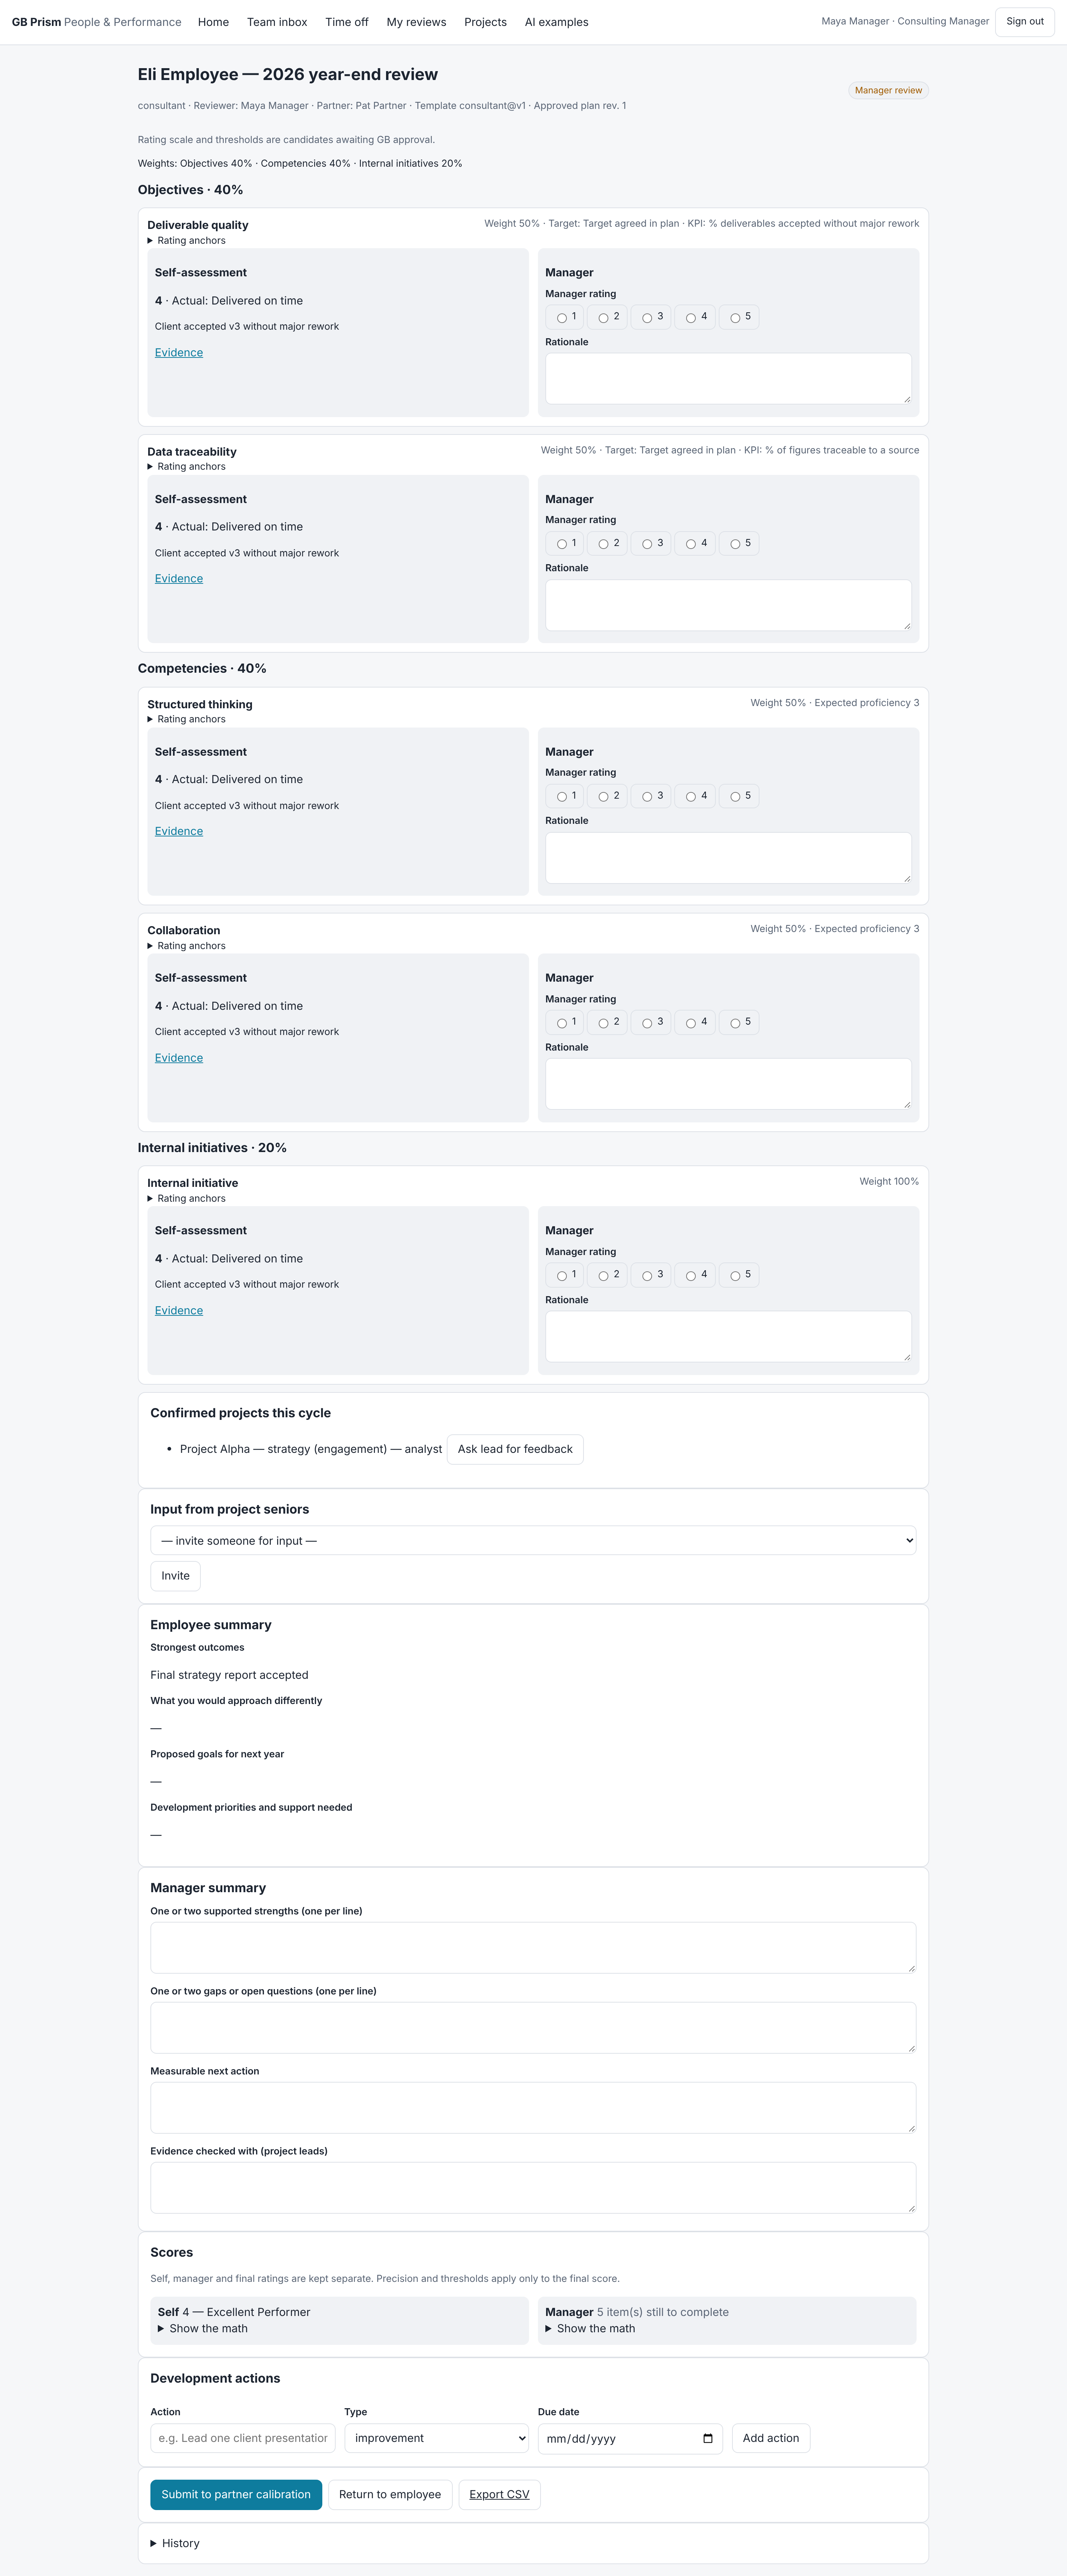 GB Prism People & Performance Home Team inbox Time off My reviews Projects AI examples Maya Manager · Consulting Manager Sign out
Eli Employee — 2026 year-end review
Manager review
consultant · Reviewer: Maya Manager · Partner: Pat Partner · Template consultant@v1 · Approved plan rev. 1
Rating scale and thresholds are candidates awaiting GB approval.
Weights: Objectives 40% · Competencies 40% · Internal initiatives 20%
Objectives · 40%
Deliverable quality Weight 50% · Target: Target agreed in plan · KPI: % deliverables accepted without major rework
Rating anchors
Self-assessment
4 · Actual: Delivered on time
Client accepted v3 without major rework
Evidence
Manager
Manager rating
1 2 3 4 5
Rationale
Data traceability Weight 50% · Target: Target agreed in plan · KPI: % of figures traceable to a source
Rating anchors
Self-assessment
4 · Actual: Delivered on time
Client accepted v3 without major rework
Evidence
Manager
Manager rating
1 2 3 4 5
Rationale
Competencies · 40%
Structured thinking Weight 50% · Expected proficiency 3
Rating anchors
Self-assessment
4 · Actual: Delivered on time
Client accepted v3 without major rework
Evidence
Manager
Manager rating
1 2 3 4 5
Rationale
Collaboration Weight 50% · Expected proficiency 3
Rating anchors
Self-assessment
4 · Actual: Delivered on time
Client accepted v3 without major rework
Evidence
Manager
Manager rating
1 2 3 4 5
Rationale
Internal initiatives · 20%
Internal initiative Weight 100%
Rating anchors
Self-assessment
4 · Actual: Delivered on time
Client accepted v3 without major rework
Evidence
Manager
Manager rating
1 2 3 4 5
Rationale
Confirmed projects this cycle
• Project Alpha — strategy (engagement) — analyst Ask lead for feedback
Input from project seniors
— invite someone for input —
Invite
Employee summary
Strongest outcomes
Final strategy report accepted
What you would approach differently
—
Proposed goals for next year
—
Development priorities and support needed
—
Manager summary
One or two supported strengths (one per line)
One or two gaps or open questions (one per line)
Measurable next action
Evidence checked with (project leads)
Scores
Self, manager and final ratings are kept separate. Precision and thresholds apply only to the final score.
Self 4 — Excellent Performer
Show the math
Manager 5 item(s) still to complete
Show the math
Development actions
Action Type Due date
e.g. Lead one client presentation improvement mm/dd/yyyy Add action
Submit to partner calibration Return to employee Export CSV
History